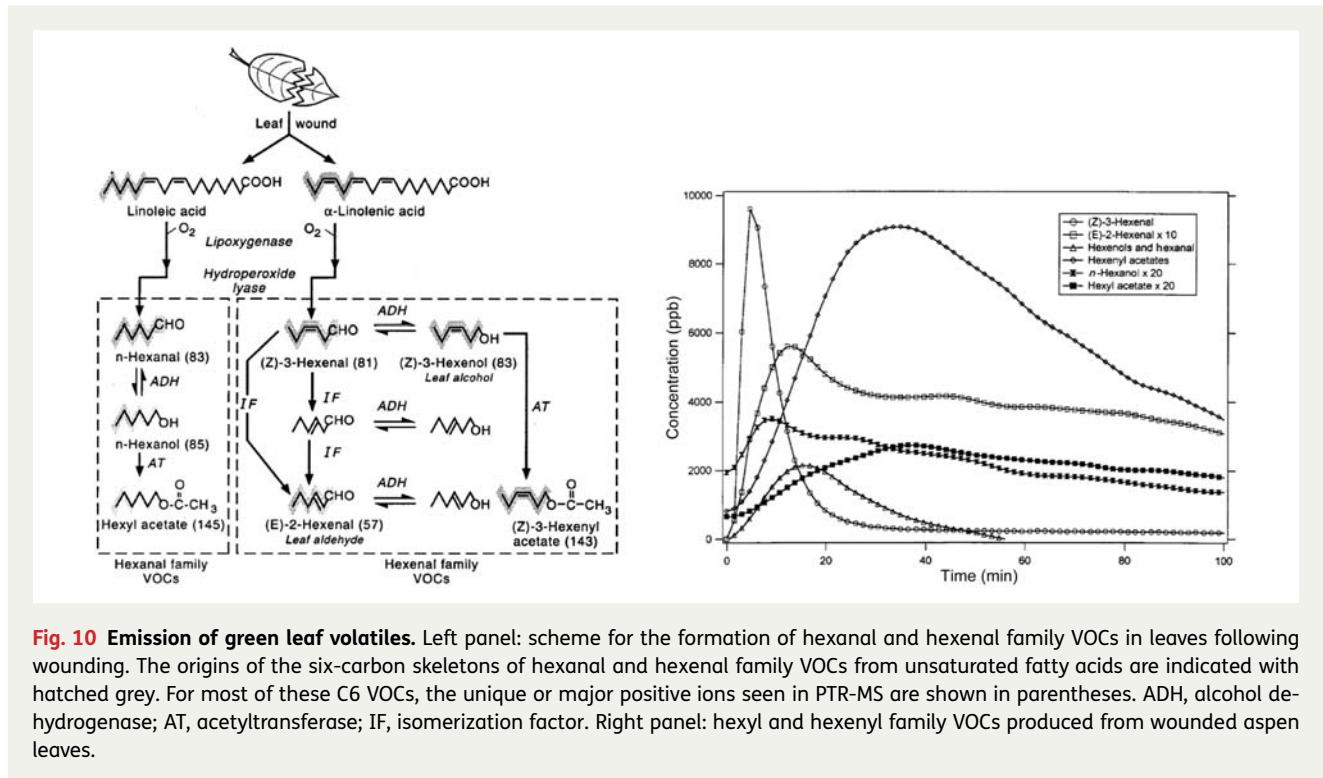 Leaf wound
COOH
COOH
Linoleic acid
α-Linolenic acid
O2
O2
Lipoxygenase
Hydroperoxide
lyase
CHO
n-Hexanal (83)
ADH
OH
n-Hexanol (85)
AT
O
O-C-CH3
Hexyl acetate (145)
Hexanal family
VOCs
CHO
ADH
OH
(Z)-3-Hexenal (81)
(Z)-3-Hexenol (83)
Leaf alcohol
IF
IF
AT
CHO
ADH
OH
IF
CHO
ADH
OH
O
O-C-CH3
(E)-2-Hexenal (57)
Leaf aldehyde
(Z)-3-Hexenyl
acetate (143)
Hexenal family
VOCs
10000
8000
6000
4000
2000
0
Concentration (ppb)
(Z)-3-Hexenal
(E)-2-Hexenal x 10
Hexenols and hexanal
Hexenyl acetates
n-Hexanol x 20
Hexyl acetate x 20
0 20 40 60 80 100
Time (min)
Fig. 10 Emission of green leaf volatiles. Left panel: scheme for the formation of hexanal and hexenal family VOCs in leaves following
wounding. The origins of the six-carbon skeletons of hexanal and hexenal family VOCs from unsaturated fatty acids are indicated with
hatched grey. For most of these C6 VOCs, the unique or major positive ions seen in PTR-MS are shown in parentheses. ADH, alcohol de-
hydrogenase; AT, acetyltransferase; IF, isomerization factor. Right panel: hexyl and hexenyl family VOCs produced from wounded aspen
leaves.